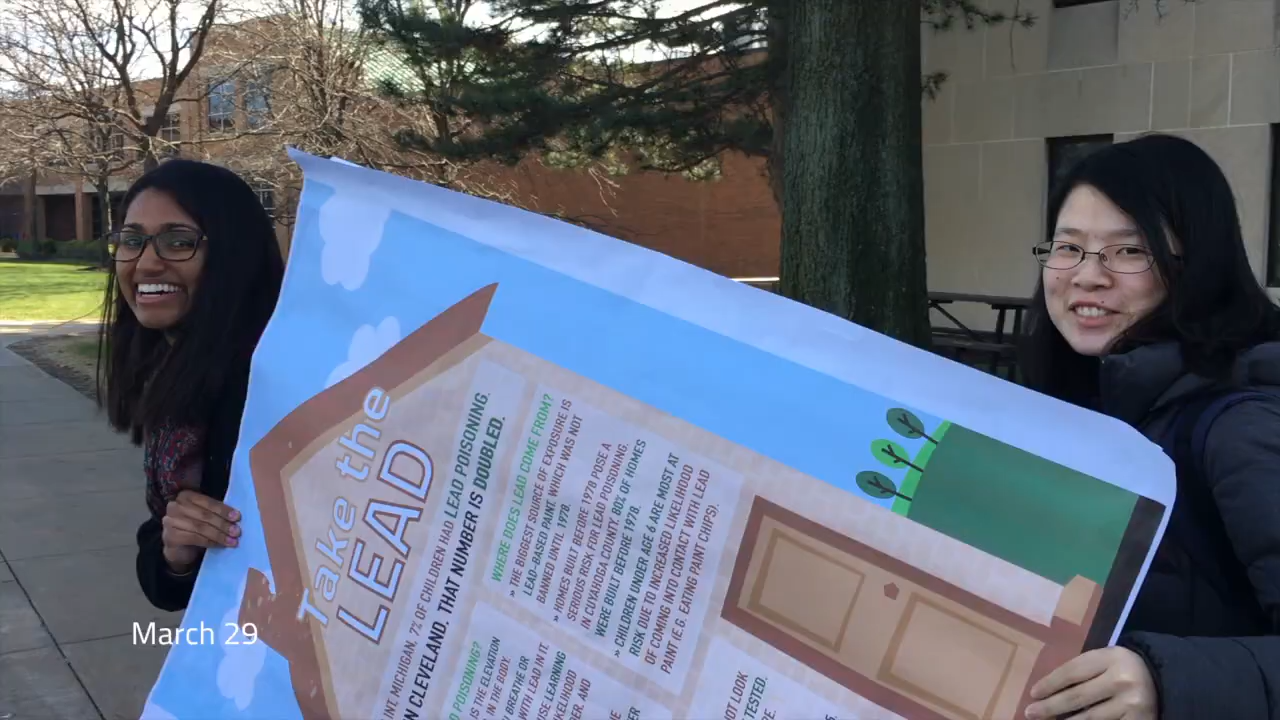 Take the
LEAD
INT, MICHIGAN, 7% OF CHILDREN HAD LEAD POISONING.
N CLEVELAND, THAT NUMBER IS DOUBLED.
WHERE DOES LEAD COME FROM?
» THE BIGGEST SOURCE OF EXPOSURE IS
LEAD-BASED PAINT, WHICH WAS NOT
BANNED UNTIL 1978.
» HOMES BUILT BEFORE 1978 POSE A
SERIOUS RISK FOR LEAD POISONING.
IN CUYAHOGA COUNTY, 80% OF HOMES
WERE BUILT BEFORE 1978.
» CHILDREN UNDER AGE 6 ARE MOST AT
RISK DUE TO INCREASED LIKELIHOOD
OF COMING INTO CONTACT WITH LEAD
PAINT (IE.G. EATING PAINT CHIPS).
POISONING?
IS THE ELEVATION
IN THE BODY.
BREATHE OR
WITH LEAD IN IT.
USE LEARNING
KELIHOOD
ER, AND
OT LOOK
TESTED.
March 29